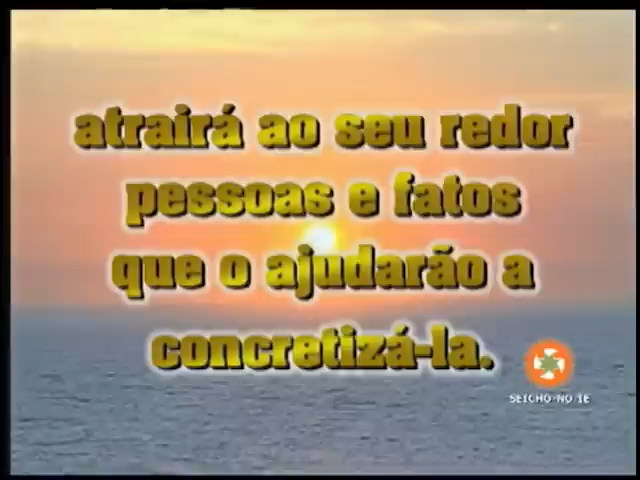 atrairá ao seu redor
pessoas e fatos
que o ajudarão a
concretizá-la.
SEICHO-NO-IE